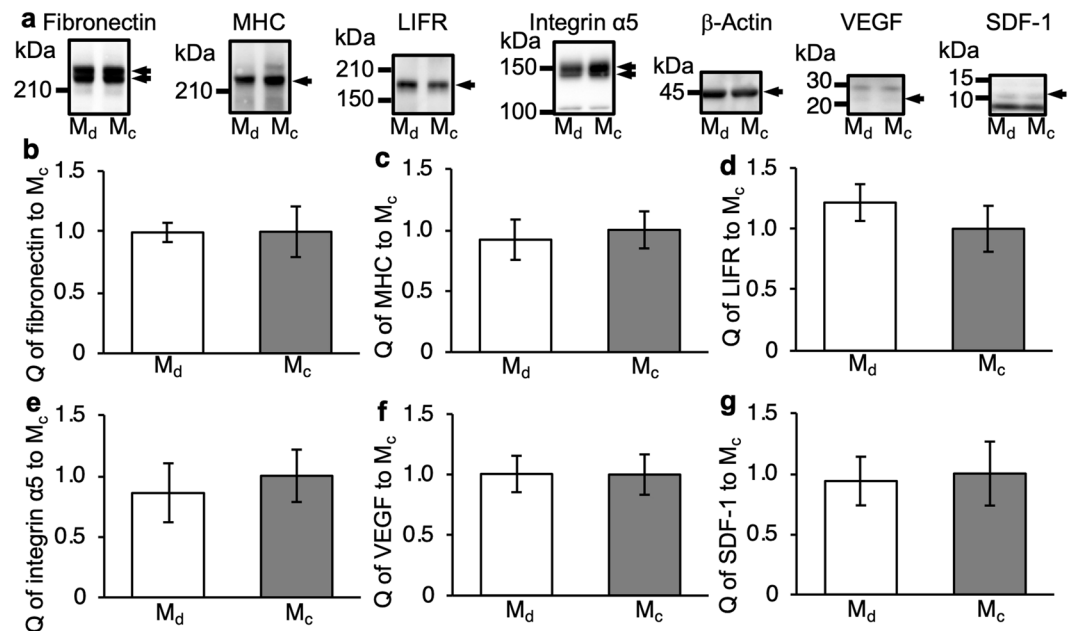 a Fibronectin MHC LIFR Integrin α5 β-Actin VEGF SDF-1
kDa kDa kDa kDa kDa kDa kDa
210 210 210 150 150 100 45 30 20 15 10
Md Mc Md Mc Md Mc Md Mc Md Mc Md Mc Md Mc
b
Q of fibronectin to Mc
1.5
1.0
0.5
0
Md Mc
c
Q of MHC to Mc
1.5
1.0
0.5
0
Md Mc
d
Q of LIFR to Mc
1.5
1.0
0.5
0
Md Mc
e
Q of integrin α5 to Mc
1.5
1.0
0.5
0
Md Mc
f
Q of VEGF to Mc
1.5
1.0
0.5
0
Md Mc
g
Q of SDF-1 to Mc
1.5
1.0
0.5
0
Md Mc